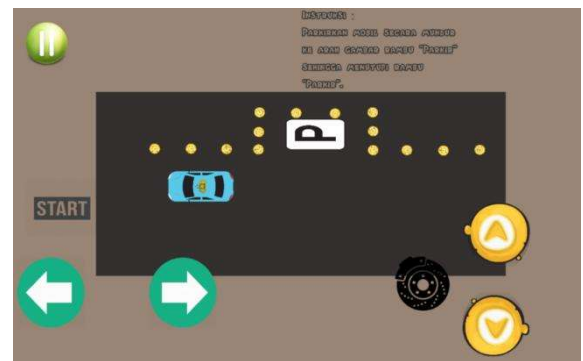 INSTRUKSI :
PARKIRKAN MOBIL SECARA MUNDUR
KE ARAH GAMBAR RAMBU "PARKIR"
SEHINGGA MENUTUPI RAMBU
"PARKIR".
P
START